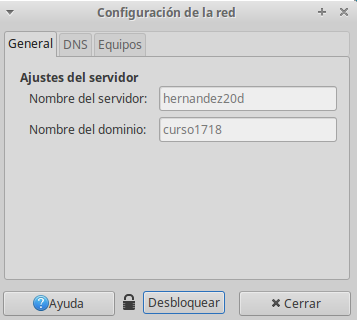 Configuración de la red
General DNS Equipos
Ajustes del servidor
Nombre del servidor: hernandez20d
Nombre del dominio: curso1718
Ayuda Desbloquear Cerrar